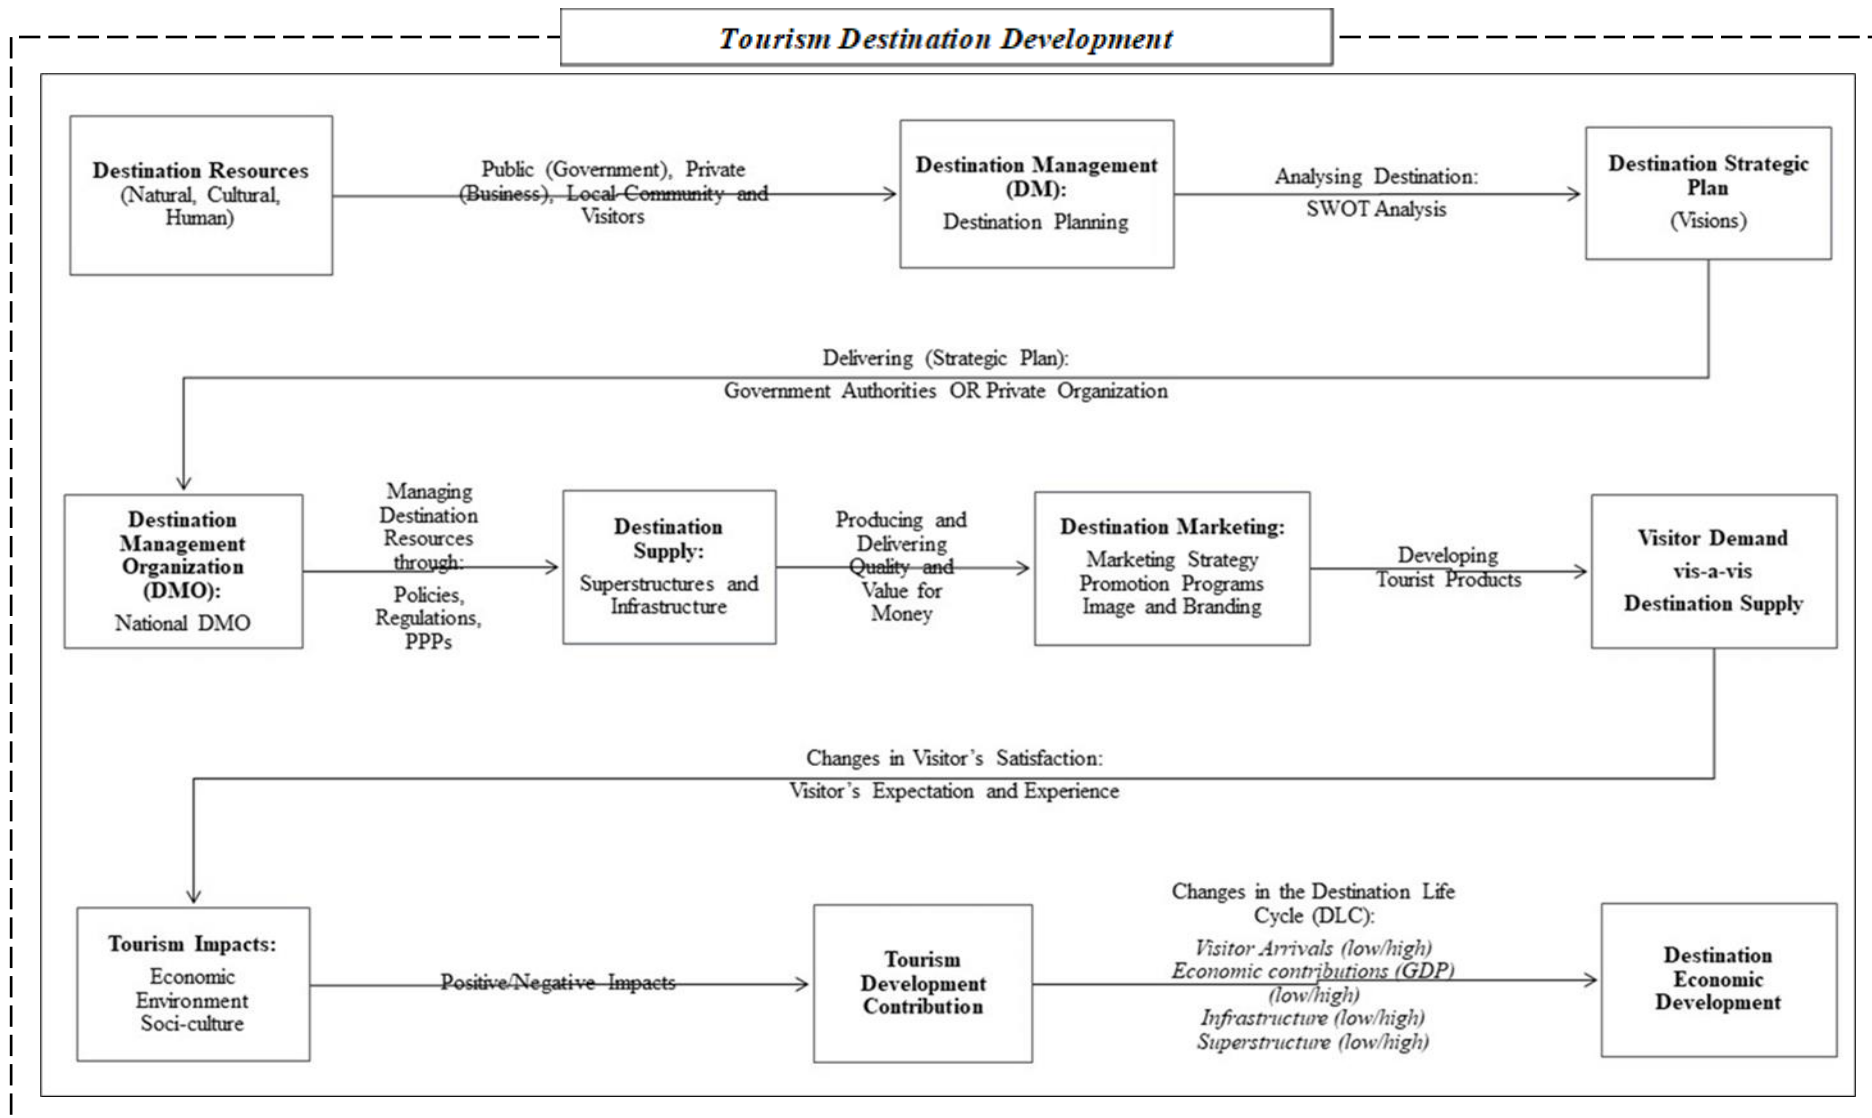 Tourism Destination Development
Destination Resources
(Natural, Cultural,
Human)
Public (Government), Private
(Business), Local Community and
Visitors
Destination Management
(DM):
Destination Planning
Analysing Destination:
SWOT Analysis
Destination Strategic
Plan
(Visions)
Delivering (Strategic Plan):
Government Authorities OR Private Organization
Destination
Management
Organization
(DMO):
National DMO
Managing
Destination
Resources
through:
Policies,
Regulations,
PPPs
Destination
Supply:
Superstructures and
Infrastructure
Producing and
Delivering
Quality and
Value for
Money
Destination Marketing:
Marketing Strategy
Promotion Programs
Image and Branding
Developing
Tourist Products
Visitor Demand
vis-a-vis
Destination Supply
Changes in Visitor's Satisfaction:
Visitor's Expectation and Experience
Tourism Impacts:
Economic
Environment
Soci-culture
Positive/Negative Impacts
Tourism
Development
Contribution
Changes in the Destination Life
Cycle (DLC):
Visitor Arrivals (low/high)
Economic contributions (GDP)
(low/high)
Infrastructure (low/high)
Superstructure (low/high)
Destination
Economic
Development